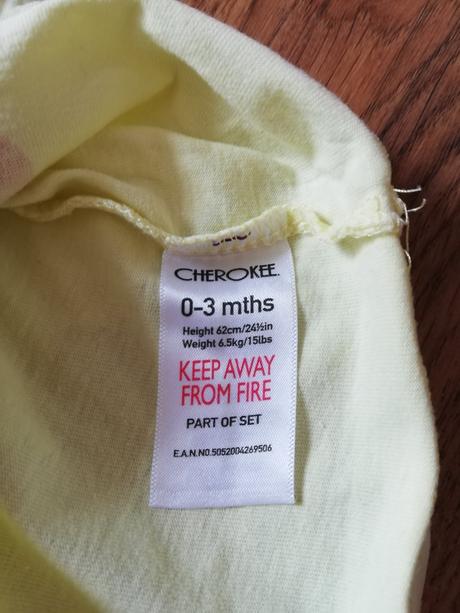 CHEROKEE.
0-3 mths
Height 62cm/24½in
Weight 6.5kg/15lbs
KEEP AWAY
FROM FIRE
PART OF SET
E.A.N.NO.5052004269506